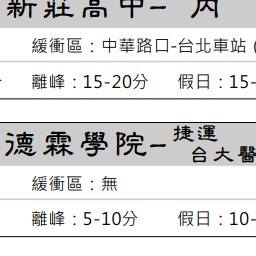 新莊高中- 內
緩衝區：中華路口-台北車站 (
離峰：15-20分 假日：15-
德霖學院- 捷運
台大醫
緩衝區：無
離峰：5-10分 假日：10-